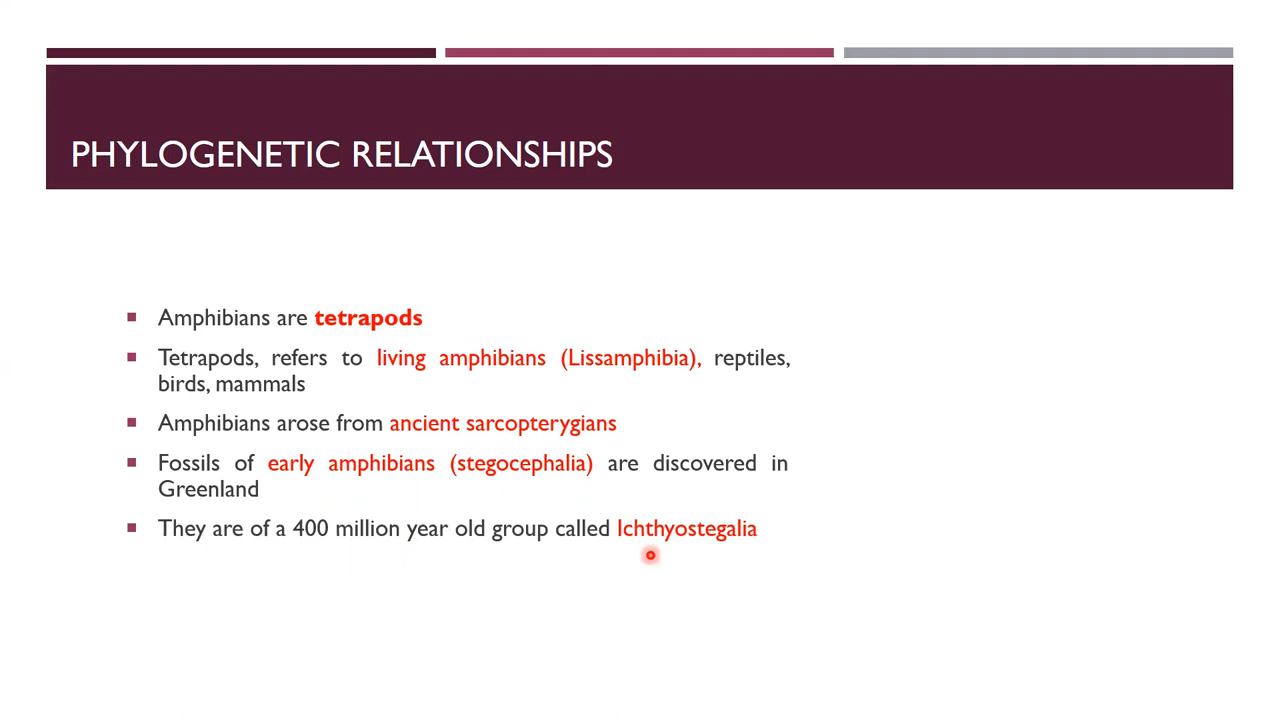 PHYLOGENETIC RELATIONSHIPS
Amphibians are tetrapods
Tetrapods, refers to living amphibians (Lissamphibia), reptiles,
birds, mammals
Amphibians arose from ancient sarcopterygians
Fossils of early amphibians (stegocephalia) are discovered in
Greenland
They are of a 400 million year old group called Ichthyostegalia